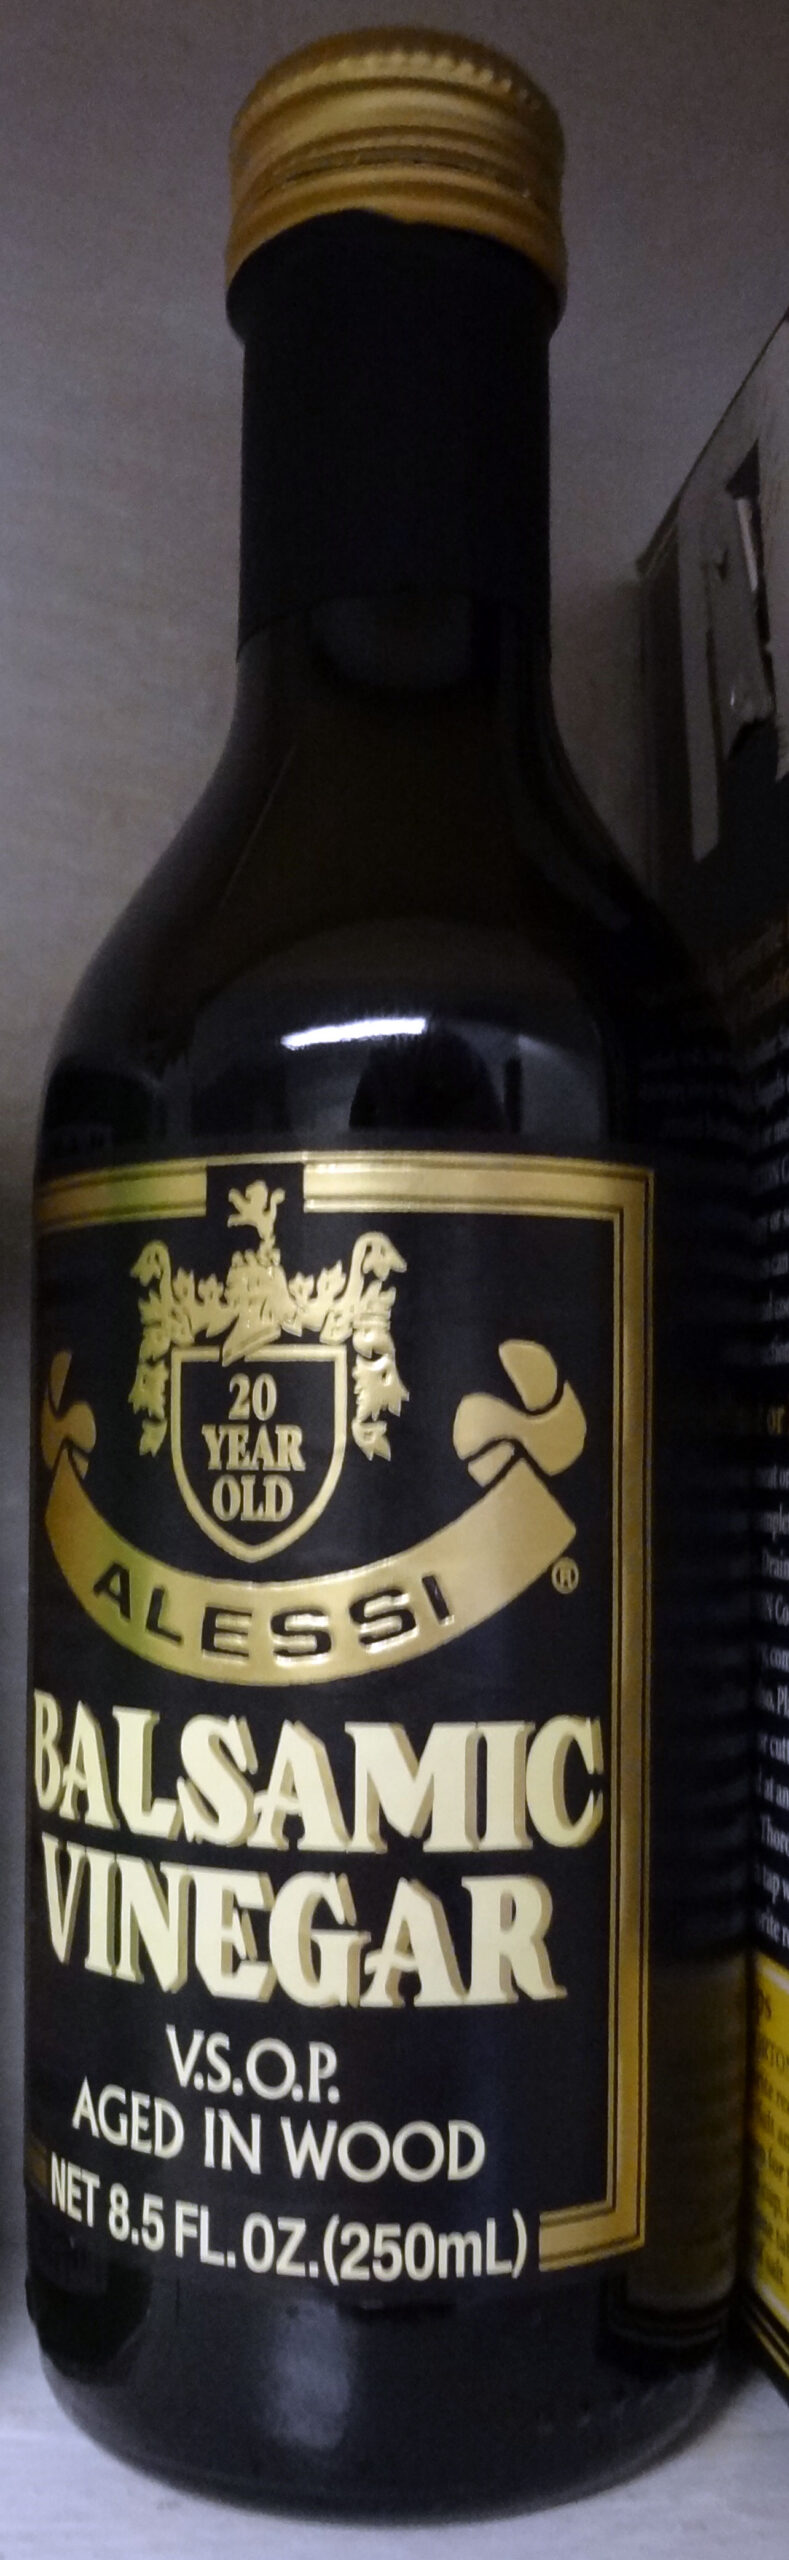 20
YEAR
OLD
ALESSI
®
BALSAMIC
VINEGAR
V.S.O.P.
AGED IN WOOD
NET 8.5 FL. OZ. (250mL)